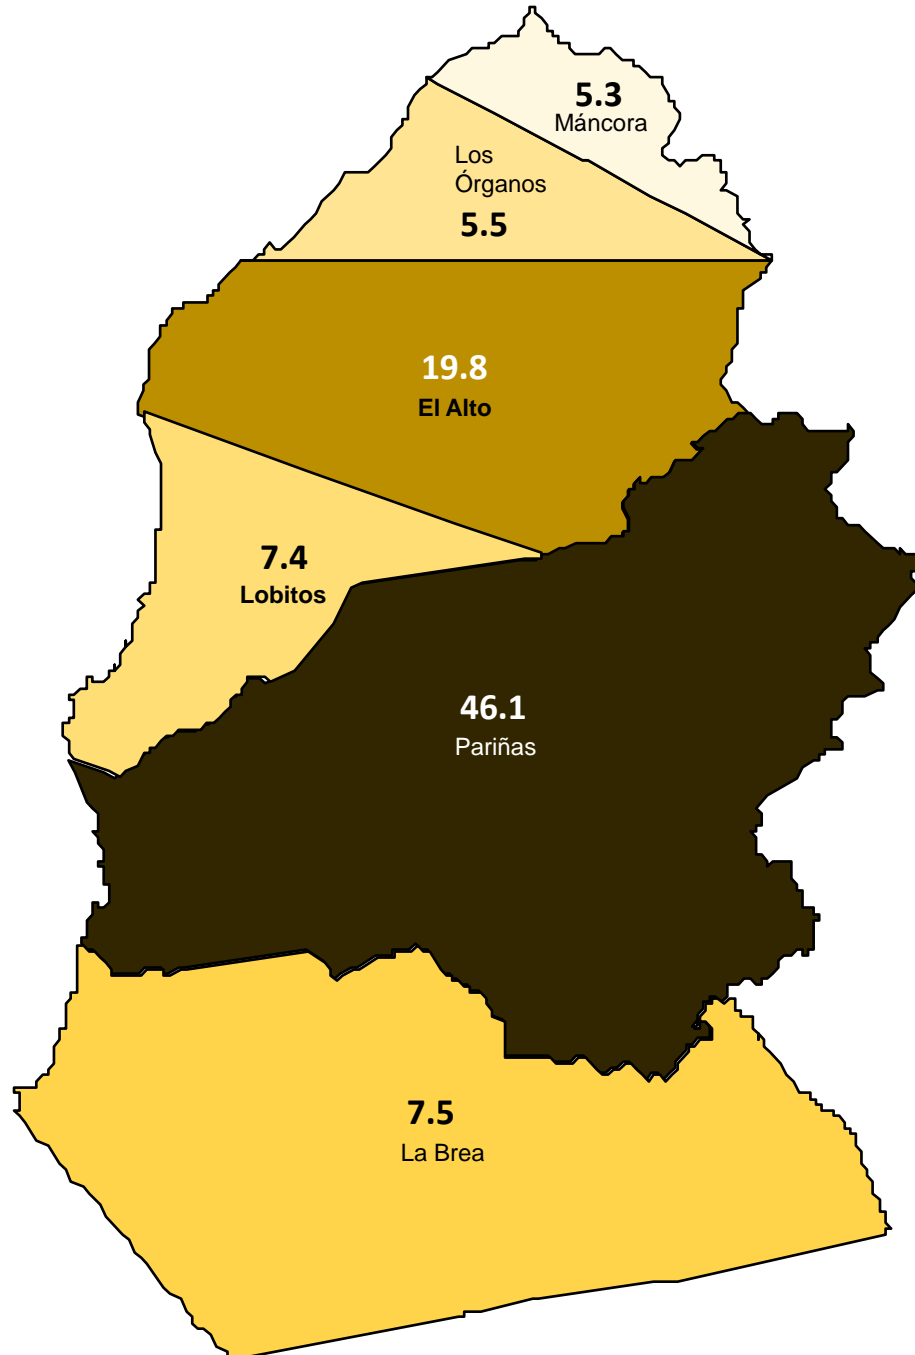 5.3
Máncora
Los
Órganos
5.5
19.8
El Alto
7.4
Lobitos
46.1
Pariñas
7.5
La Brea